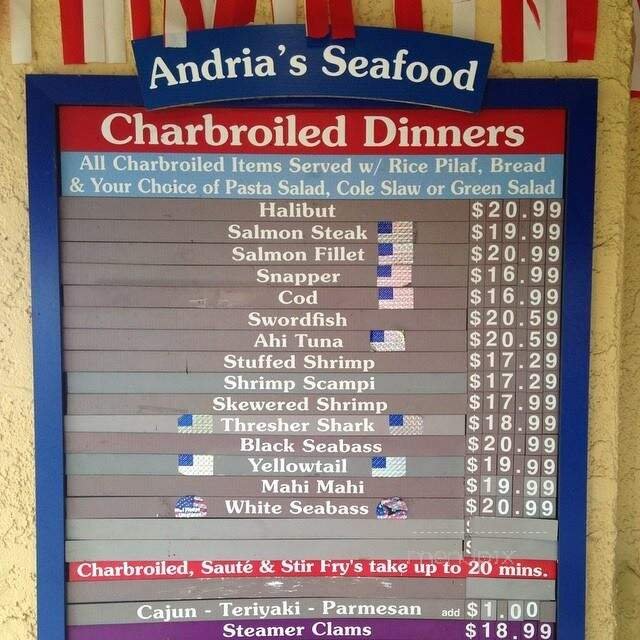 Andria's Seafood
Charbroiled Dinners
All Charbroiled Items Served w/ Rice Pilaf, Bread
& Your Choice of Pasta Salad, Cole Slaw or Green Salad
Halibut $20.99
Salmon Steak $19.99
Salmon Fillet $20.99
Snapper $16.99
Cod $16.99
Swordfish $20.59
Ahi Tuna $20.59
Stuffed Shrimp $17.29
Shrimp Scampi $17.29
Skewered Shrimp $17.99
Thresher Shark $18.99
Black Seabass $20.99
Yellowtail $19.99
Mahi Mahi $19.99
White Seabass $20.99
Charbroiled, Sauté & Stir Fry's take up to 20 mins.
Cajun - Teriyaki - Parmesan add $1.00
Steamer Clams $18.99